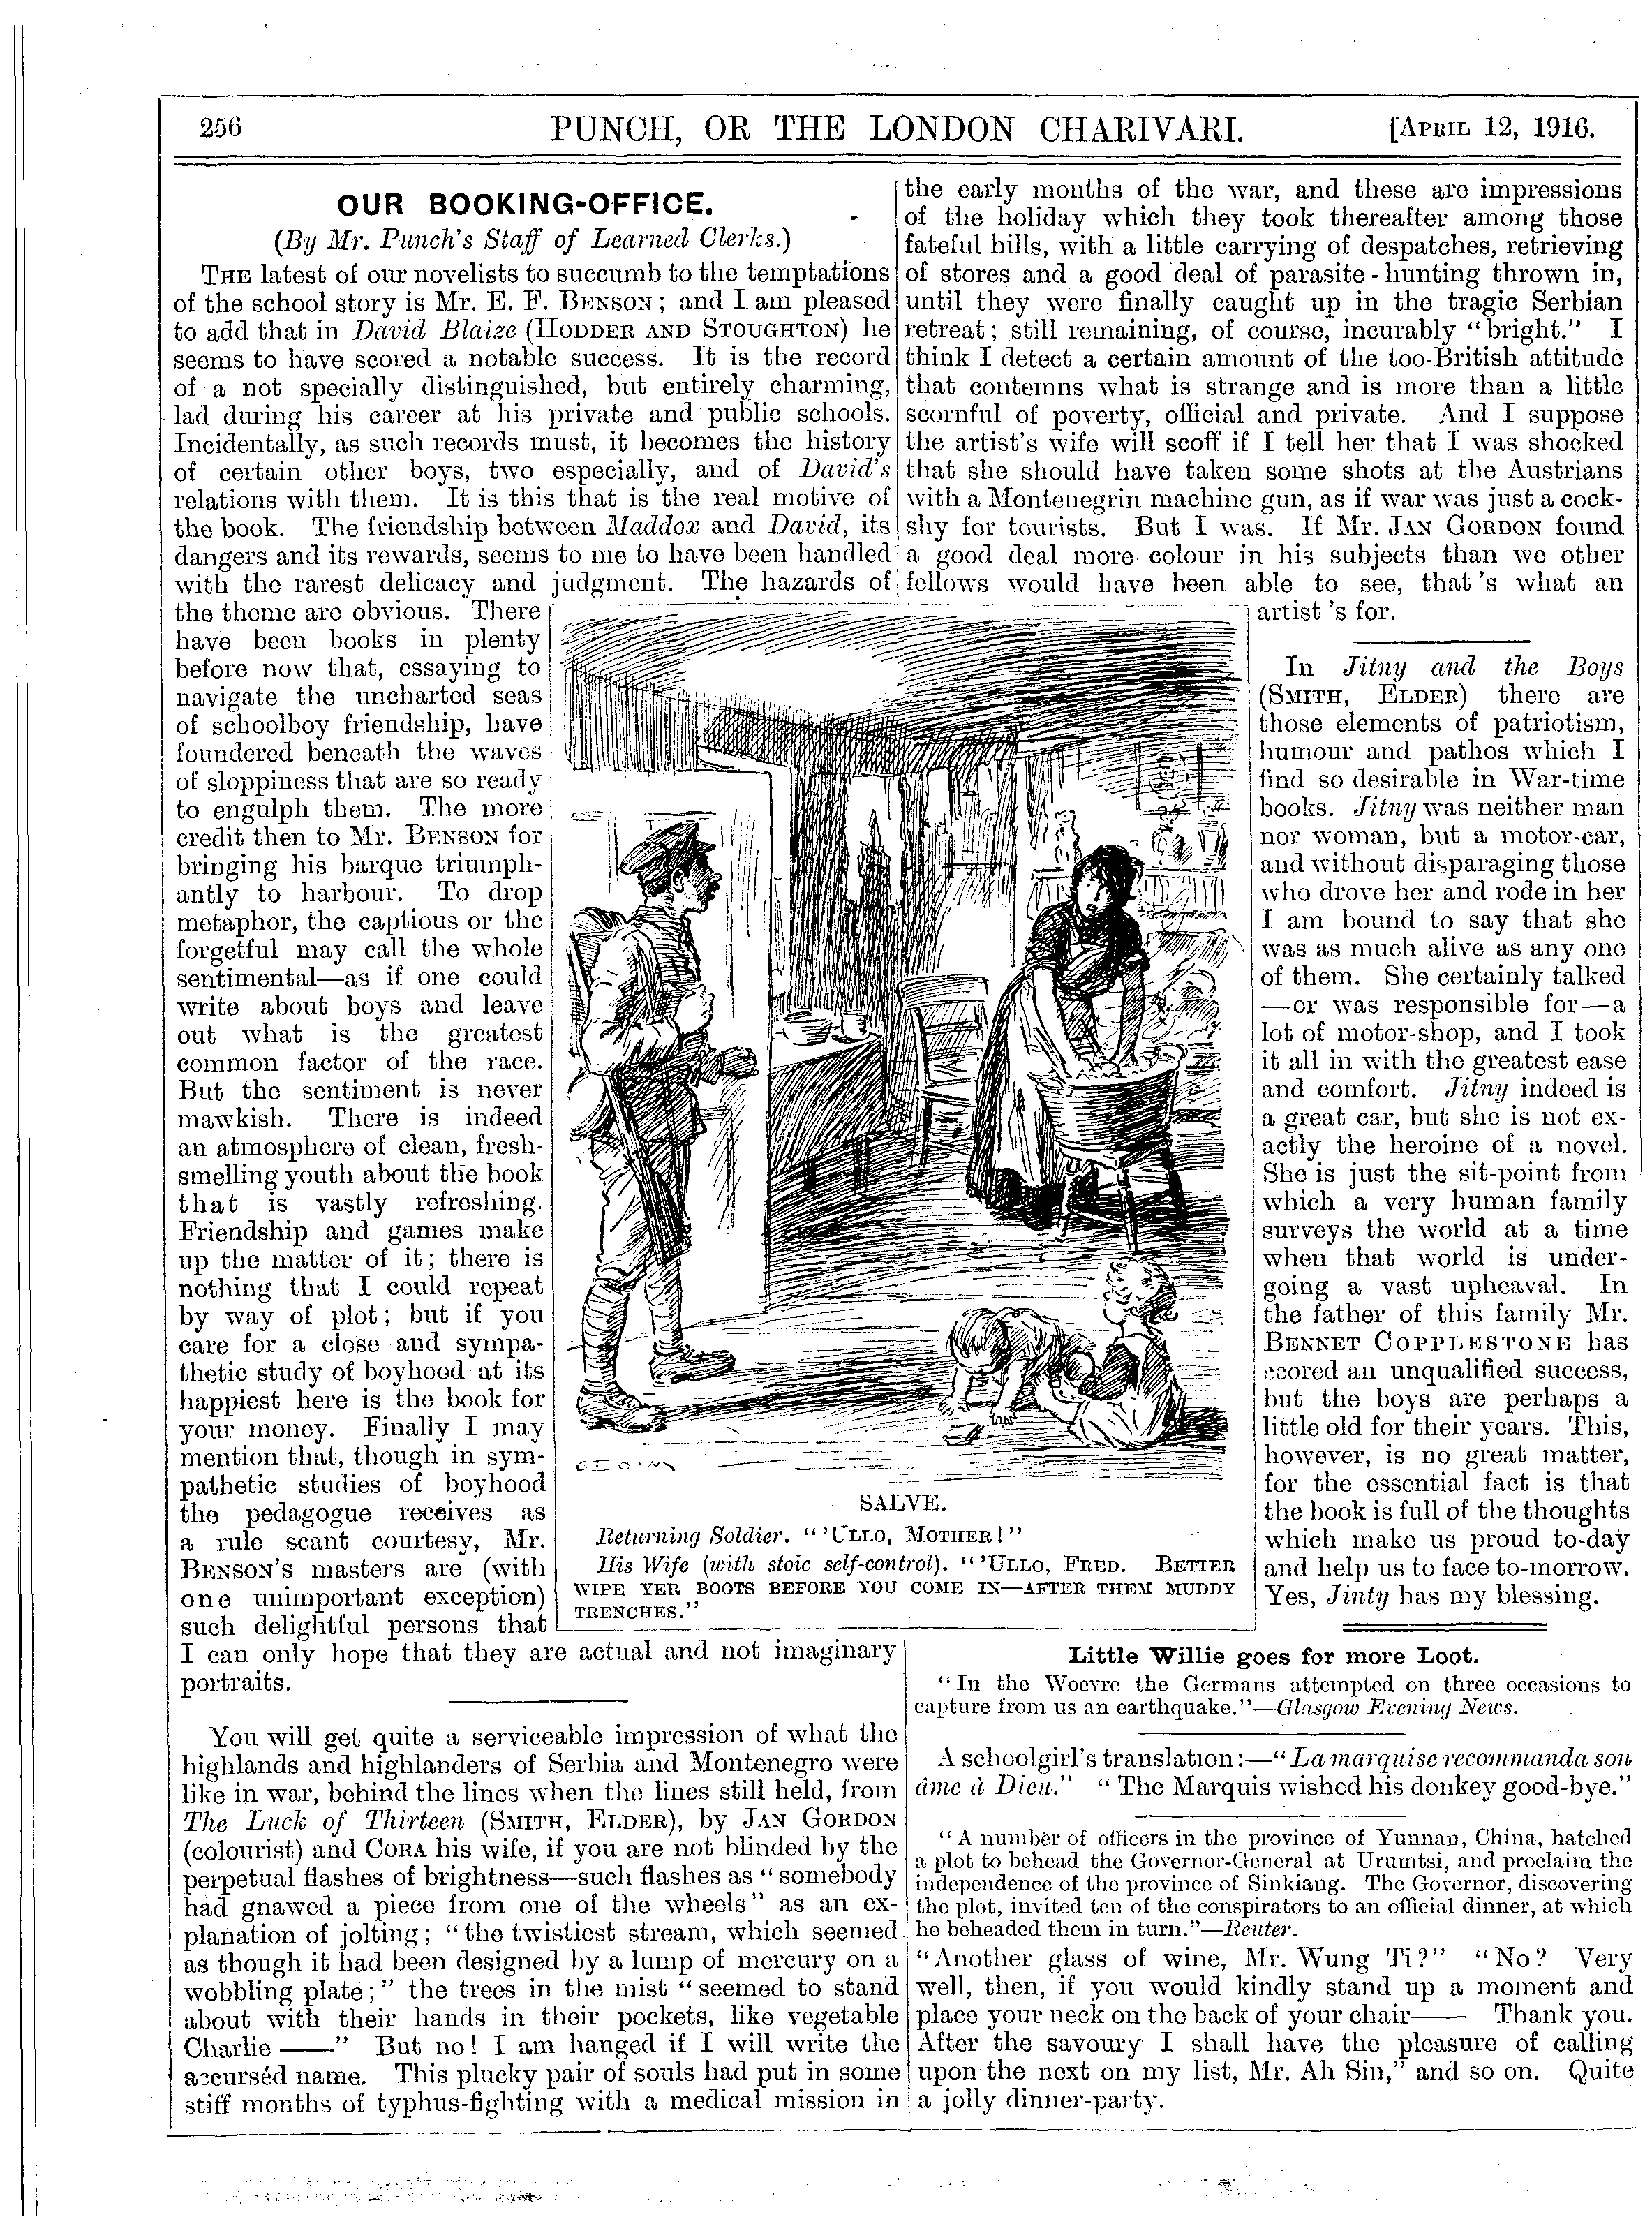 256
PUNCH, OR THE LONDON CHARIVARI.
[APRIL 12, 1916.
OUR BOOKING-OFFICE.
(By Mr. Punch's Staff of Learned Clerks.)
THE latest of our novelists to succumb to the temptations
of the school story is Mr. E. F. BENSON; and I am pleased
to add that in David Blaize (HODDER AND STOUGHTON) he
seems to have scored a notable success. It is the record
of a not specially distinguished, but entirely charming,
lad during his career at his private and public schools.
Incidentally, as such records must, it becomes the history
of certain other boys, two especially, and of David's
relations with them. It is this that is the real motive of
the book. The friendship between Maddox and David, its
dangers and its rewards, seems to me to have been handled
with the rarest delicacy and judgment. The hazards of
the theme are obvious. There
have been books in plenty
before now that, essaying to
navigate the uncharted seas
of schoolboy friendship, have
foundered beneath the waves
of sloppiness that are so ready
to engulph them. The more
credit then to Mr. BENSON for
bringing his barque triumph-
antly to harbour. To drop
metaphor, the captious or the
forgetful may call the whole
sentimental—as if one could
write about boys and leave
out what is the greatest
common factor of the race.
But the sentiment is never
mawkish. There is indeed
an atmosphere of clean, fresh-
smelling youth about the book
that is vastly refreshing.
Friendship and games make
up the matter of it; there is
nothing that I could repeat
by way of plot; but if you
care for a close and sympa-
thetic study of boyhood at its
happiest here is the book for
your money. Finally I may
mention that, though in sym-
pathetic studies of boyhood
the pedagogue receives as
a rule scant courtesy, Mr.
BENSON'S masters are (with
one unimportant exception)
such delightful persons that
I can only hope that they are actual and not imaginary
portraits.
You will get quite a serviceable impression of what the
highlands and highlanders of Serbia and Montenegro were
like in war, behind the lines when the lines still held, from
The Luck of Thirteen (SMITH, ELDER), by JAN GORDON
(colourist) and CORA his wife, if you are not blinded by the
perpetual flashes of brightness—such flashes as "somebody
had gnawed a piece from one of the wheels" as an ex-
planation of jolting; "the twistiest stream, which seemed
as though it had been designed by a lump of mercury on a
wobbling plate;" the trees in the mist "seemed to stand
about with their hands in their pockets, like vegetable
Charlie ——" But no! I am hanged if I will write the
accurséd name. This plucky pair of souls had put in some
stiff months of typhus-fighting with a medical mission in
the early months of the war, and these are impressions
of the holiday which they took thereafter among those
fateful hills, with a little carrying of despatches, retrieving
of stores and a good deal of parasite-hunting thrown in,
until they were finally caught up in the tragic Serbian
retreat; still remaining, of course, incurably "bright." I
think I detect a certain amount of the too-British attitude
that contemns what is strange and is more than a little
scornful of poverty, official and private. And I suppose
the artist's wife will scoff if I tell her that I was shocked
that she should have taken some shots at the Austrians
with a Montenegrin machine gun, as if war was just a cock-
shy for tourists. But I was. If Mr. JAN GORDON found
a good deal more colour in his subjects than we other
fellows would have been able to see, that's what an
artist's for.
In Jitny and the Boys
(SMITH, ELDER) there are
those elements of patriotism,
humour and pathos which I
find so desirable in War-time
books. Jitny was neither man
nor woman, but a motor-car,
and without disparaging those
who drove her and rode in her
I am bound to say that she
was as much alive as any one
of them. She certainly talked
—or was responsible for—a
lot of motor-shop, and I took
it all in with the greatest ease
and comfort. Jitny indeed is
a great car, but she is not ex-
actly the heroine of a novel.
She is just the sit-point from
which a very human family
surveys the world at a time
when that world is under-
going a vast upheaval. In
the father of this family Mr.
BENNET COPPLESTONE has
scored an unqualified success,
but the boys are perhaps a
little old for their years. This,
however, is no great matter,
for the essential fact is that
the book is full of the thoughts
which make us proud to-day
and help us to face to-morrow.
Yes, Jinty has my blessing.
SALVE.
Returning Soldier. "'ULLO, MOTHER!"
His Wife (with stoic self-control). "'ULLO, FRED. BETTER
WIPE YER BOOTS BEFORE YOU COME IN—AFTER THEM MUDDY
TRENCHES."
Little Willie goes for more Loot.
"In the Woevre the Germans attempted on three occasions to
capture from us an earthquake."—Glasgow Evening News.
A schoolgirl's translation:—"La marquise recommanda son
âme à Dieu." "The Marquis wished his donkey good-bye."
"A number of officers in the province of Yunnan, China, hatched
a plot to behead the Governor-General at Urumtsi, and proclaim the
independence of the province of Sinkiang. The Governor, discovering
the plot, invited ten of the conspirators to an official dinner, at which
he beheaded them in turn."—Reuter.
"Another glass of wine, Mr. Wung Ti?" "No? Very
well, then, if you would kindly stand up a moment and
place your neck on the back of your chair—— Thank you.
After the savoury I shall have the pleasure of calling
upon the next on my list, Mr. Ah Sin," and so on. Quite
a jolly dinner-party.